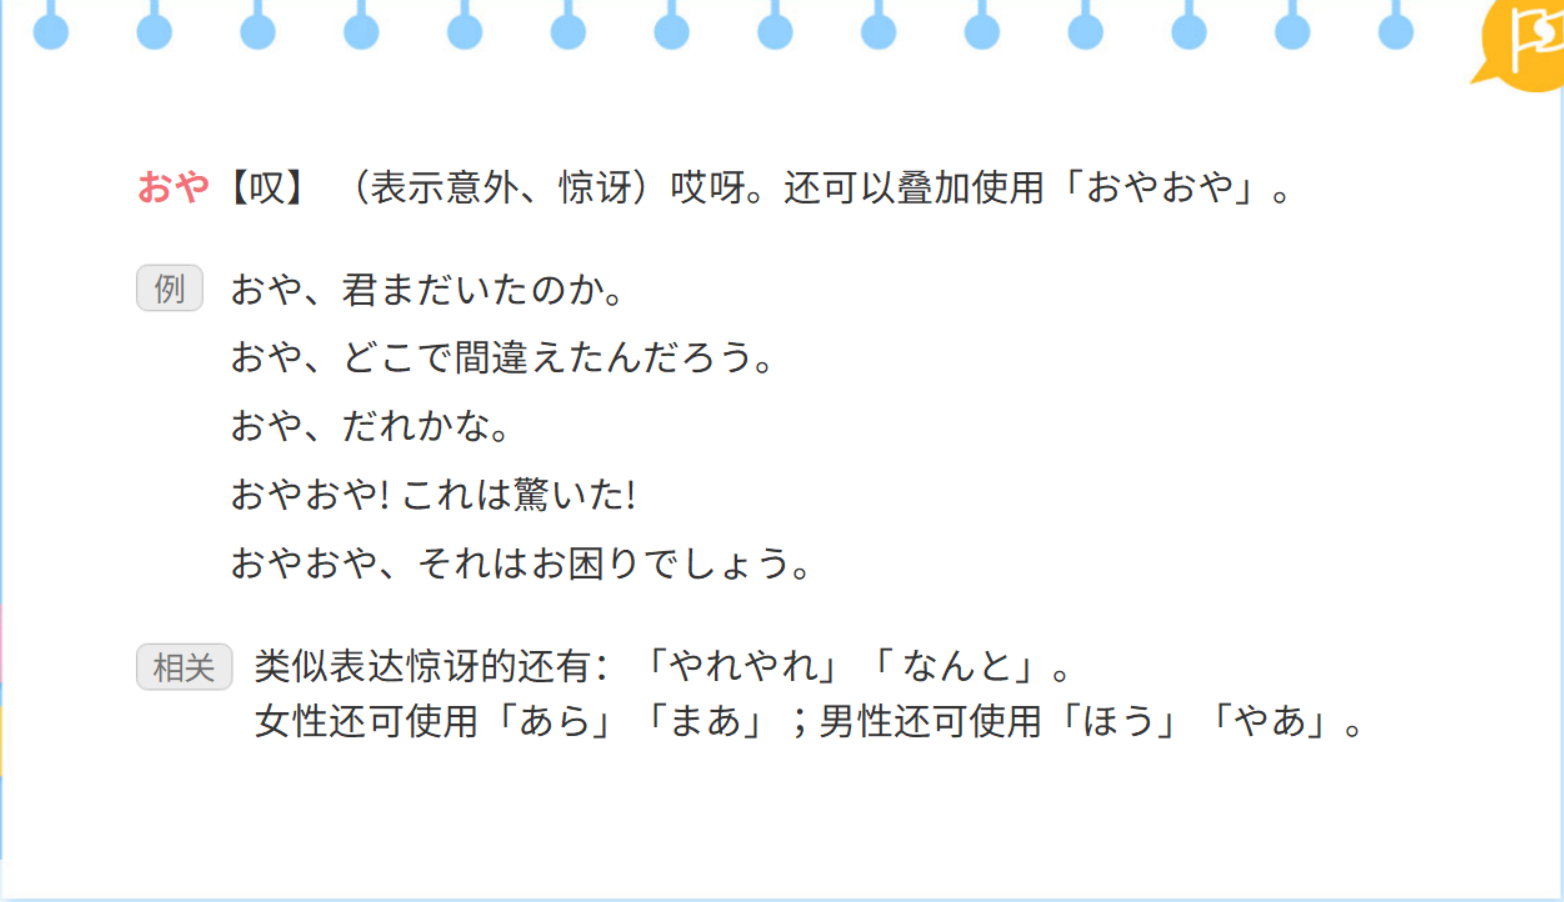 おや【叹】 （表示意外、惊讶）哎呀。还可以叠加使用「おやおや」。
例 おや、君まだいたのか。
おや、どこで間違えたんだろう。
おや、だれかな。
おやおや! これは驚いた!
おやおや、それはお困りでしょう。
相关 类似表达惊讶的还有：「やれやれ」「 なんと」。
女性还可使用「あら」「まあ」；男性还可使用「ほう」「やあ」。